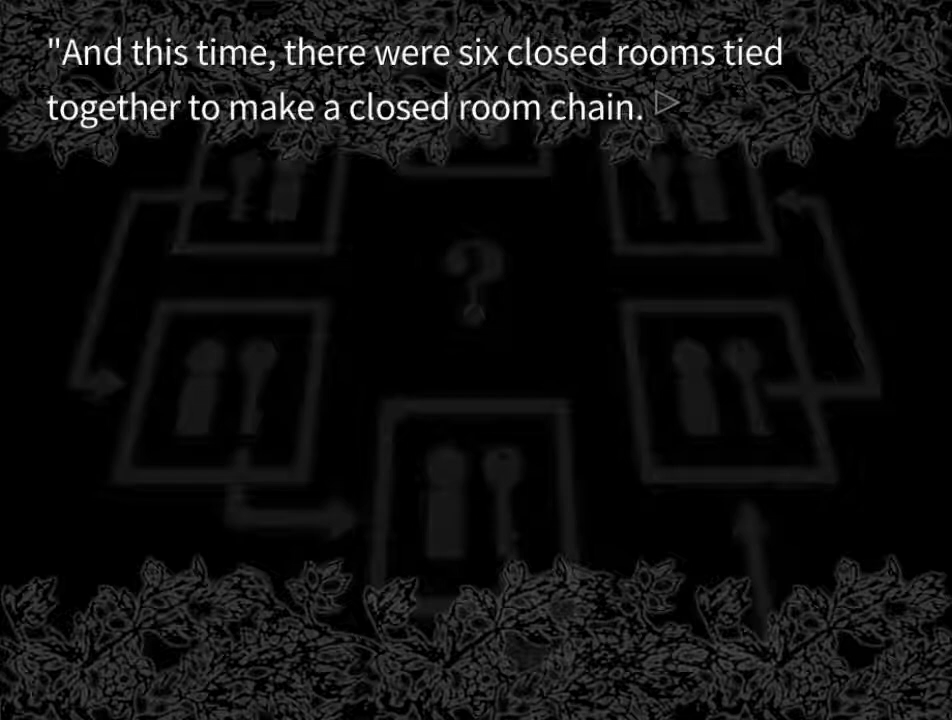 "And this time, there were six closed rooms tied
together to make a closed room chain.
?